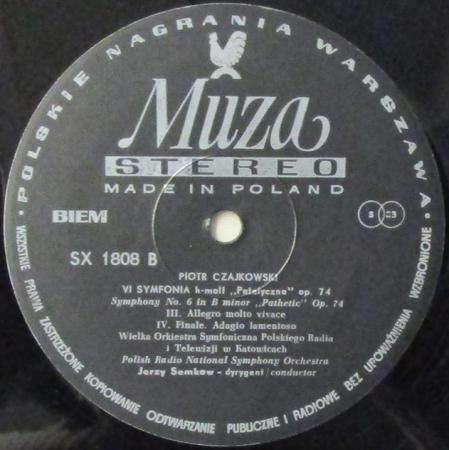 • POLSKIE NAGRANIA WARSZAWA •
Muza
STEREO
MADE IN POLAND
BIEM
SX 1808 B
PIOTR CZAJKOWSKI
VI SYMFONIA h-moll „Patetyczna” op. 74
Symphony No. 6 in B minor „Pathetic” Op. 74
III. Allegro molto vivace
IV. Finale. Adagio lamentoso
Wielka Orkiestra Symfoniczna Polskiego Radia
i Telewizji w Katowicach
Polish Radio National Symphony Orchestra
Jerzy Semkow – dyrygent/conductor
WSZYSTKIE PRAWA ZASTRZEŻONE KOPIOWANIE ODTWARZANIE PUBLICZNE I RADIOWE BEZ UPOWAŻNIENIA WZBRONIONE